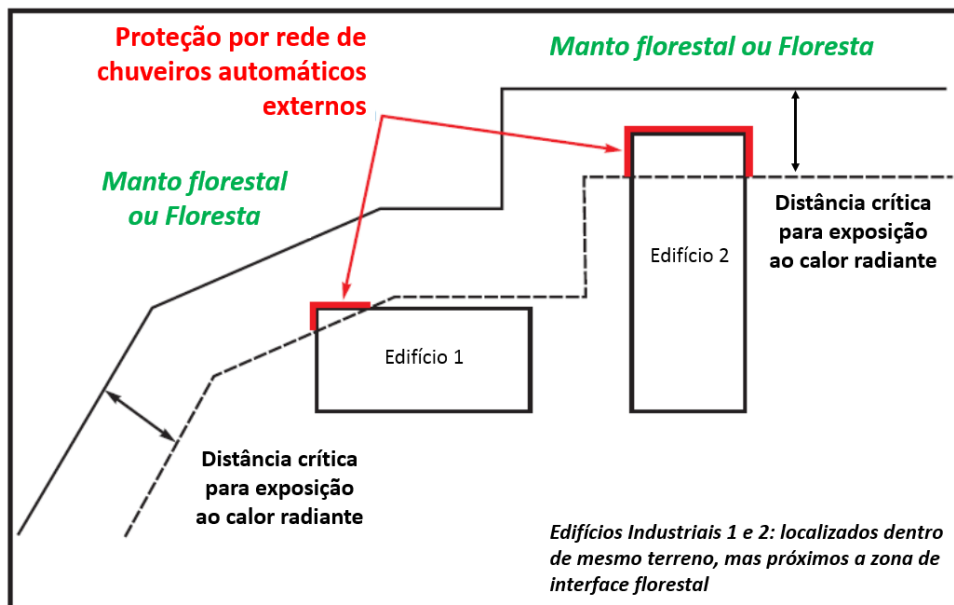 Proteção por rede de
chuveiros automáticos
externos
Manto florestal ou Floresta
Manto florestal
ou Floresta
Distância crítica
para exposição
ao calor radiante
Edifício 2
Edifício 1
Distância crítica
para exposição
ao calor radiante
Edifícios Industriais 1 e 2: localizados dentro
de mesmo terreno, mas próximos a zona de
interface florestal